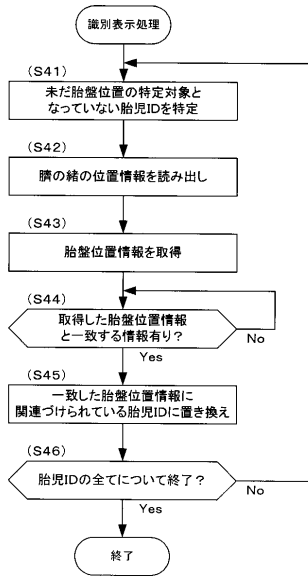 識別表示処理
(S41)
未だ胎盤位置の特定対象と
なっていない胎児IDを特定
(S42)
臍の緒の位置情報を読み出し
(S43)
胎盤位置情報を取得
(S44)
取得した胎盤位置情報
と一致する情報有り?
No
Yes
(S45)
一致した胎盤位置情報に
関連づけられている胎児IDに置き換え
(S46)
胎児IDの全てについて終了?
No
Yes
終了